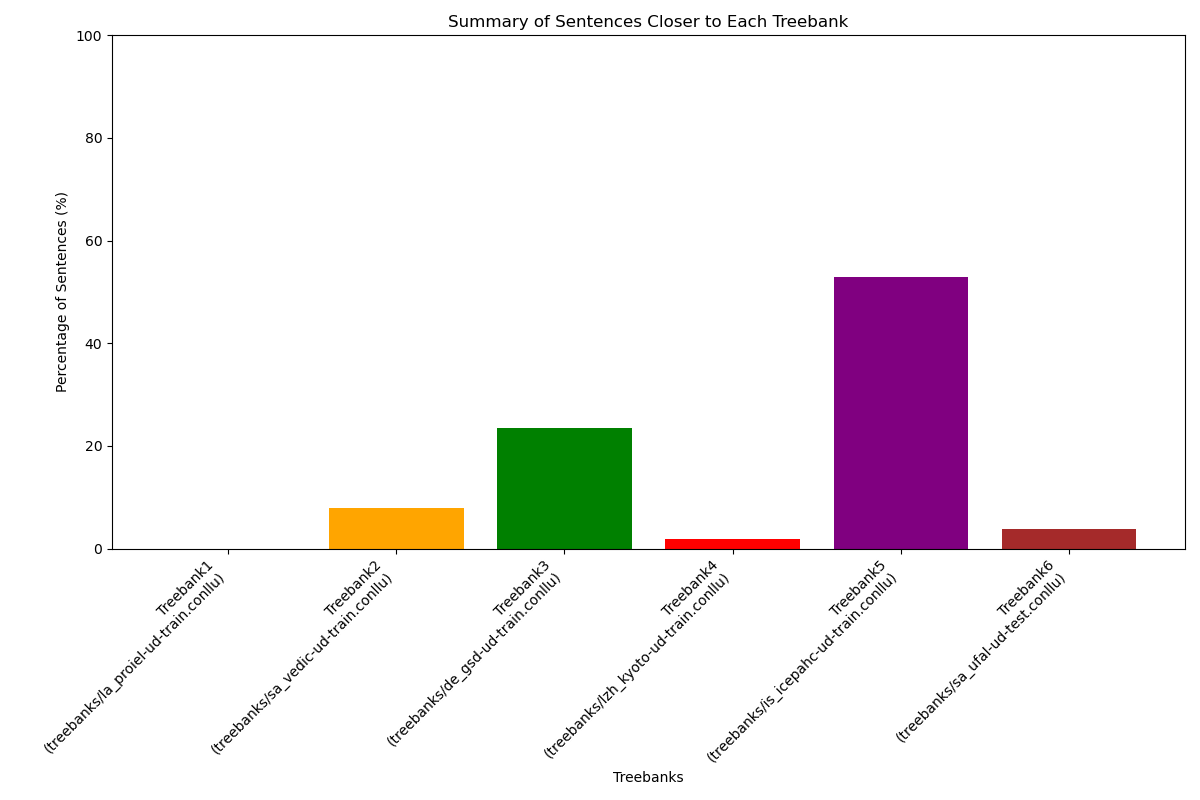 Summary of Sentences Closer to Each Treebank
Percentage of Sentences (%)
100
80
60
40
20
0
Treebank1
(treebanks/la_proiel-ud-train.conllu)
Treebank2
(treebanks/sa_vedic-ud-train.conllu)
Treebank3
(treebanks/de_gsd-ud-train.conllu)
Treebank4
(treebanks/lzh_kyoto-ud-train.conllu)
Treebank5
(treebanks/is_icepahc-ud-train.conllu)
Treebank6
(treebanks/sa_ufal-ud-test.conllu)
Treebanks